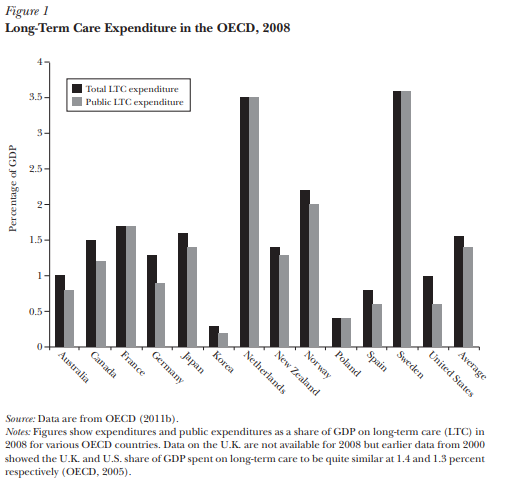 Figure 1
Long-Term Care Expenditure in the OECD, 2008
4
Total LTC expenditure
Public LTC expenditure
3.5
3
2.5
2
1.5
1
0.5
0
Percentage of GDP
Australia
Canada
France
Germany
Japan
Korea
Netherlands
New Zealand
Norway
Poland
Spain
Sweden
United States
Average
Source: Data are from OECD (2011b).
Notes: Figures show expenditures and public expenditures as a share of GDP on long-term care (LTC) in
2008 for various OECD countries. Data on the U.K. are not available for 2008 but earlier data from 2000
showed the U.K. and U.S. share of GDP spent on long-term care to be quite similar at 1.4 and 1.3 percent
respectively (OECD, 2005).